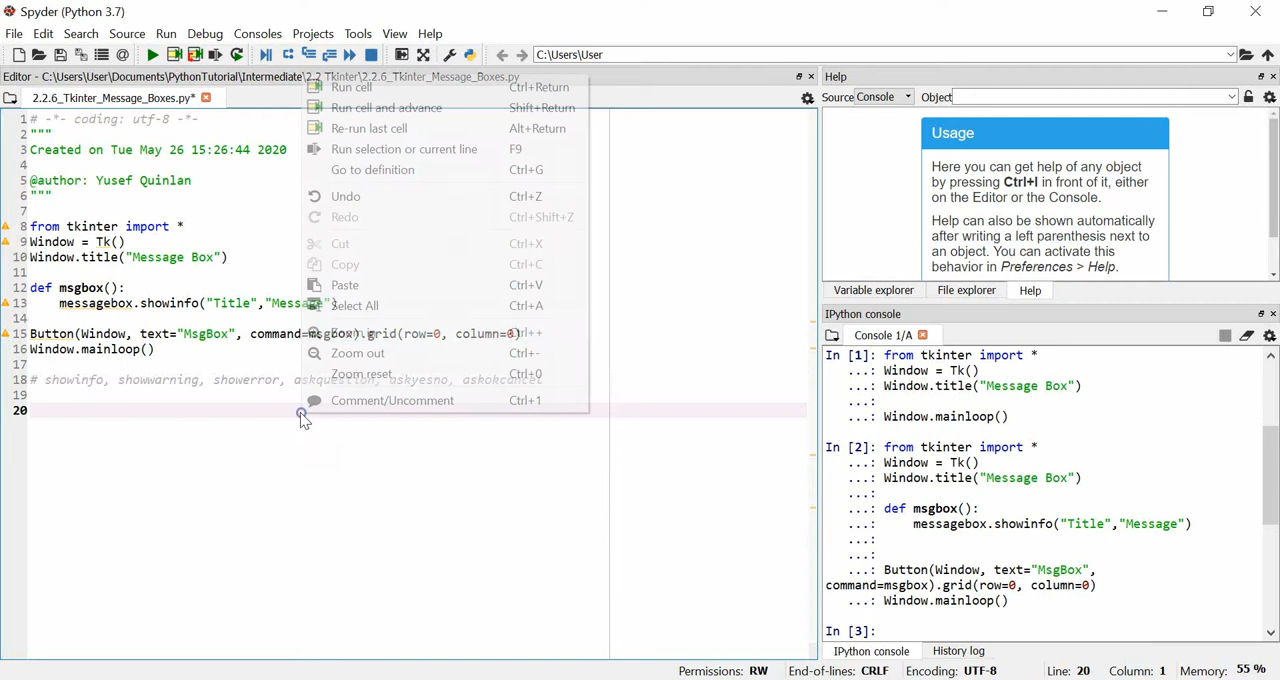 Spyder (Python 3.7)
File Edit Search Source Run Debug Consoles Projects Tools View Help
C:\Users\User
Editor - C:\Users\User\Documents\PythonTutorial\Intermediate\2.2 Tkinter\2.2.6_Tkinter_Message_Boxes.py
2.2.6_Tkinter_Message_Boxes.py*
1 # -*- coding: utf-8 -*-
2 """
3 Created on Tue May 26 15:26:44 2020
4
5 @author: Yusef Quinlan
6 """
7
8 from tkinter import *
9 Window = Tk()
10 Window.title("Message Box")
11
12 def msgbox():
13     messagebox.showinfo("Title","Message")
14
15 Button(Window, text="MsgBox", command=msgbox).grid(row=0, column=0)
16 Window.mainloop()
17
18 # showinfo, showwarning, showerror, askquestion, askyesno, askokcancel
19
20
Run cell Ctrl+Return
Run cell and advance Shift+Return
Re-run last cell Alt+Return
Run selection or current line F9
Go to definition Ctrl+G
Undo Ctrl+Z
Redo Ctrl+Shift+Z
Cut Ctrl+X
Copy Ctrl+C
Paste Ctrl+V
Select All Ctrl+A
Ctrl++
Zoom out Ctrl+-
Zoom reset Ctrl+0
Comment/Uncomment Ctrl+1
Help
Source Console Object
Usage
Here you can get help of any object
by pressing Ctrl+I in front of it, either
on the Editor or the Console.
Help can also be shown automatically
after writing a left parenthesis next to
an object. You can activate this
behavior in Preferences > Help.
Variable explorer File explorer Help
IPython console
Console 1/A
In [1]: from tkinter import *
...: Window = Tk()
...: Window.title("Message Box")
...:
...: Window.mainloop()
In [2]: from tkinter import *
...: Window = Tk()
...: Window.title("Message Box")
...:
...: def msgbox():
...:     messagebox.showinfo("Title","Message")
...:
...:
...: Button(Window, text="MsgBox",
command=msgbox).grid(row=0, column=0)
...: Window.mainloop()
In [3]:
IPython console History log
Permissions: RW End-of-lines: CRLF Encoding: UTF-8 Line: 20 Column: 1 Memory: 55 %